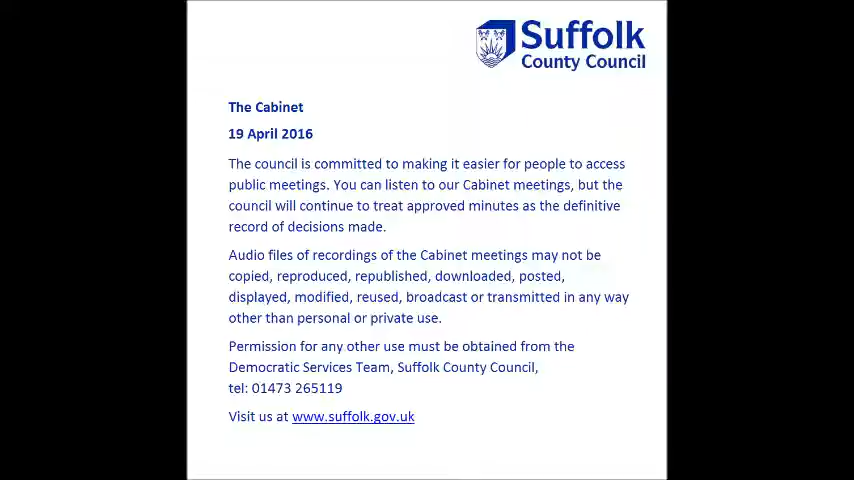 Suffolk
County Council
The Cabinet
19 April 2016
The council is committed to making it easier for people to access
public meetings. You can listen to our Cabinet meetings, but the
council will continue to treat approved minutes as the definitive
record of decisions made.
Audio files of recordings of the Cabinet meetings may not be
copied, reproduced, republished, downloaded, posted,
displayed, modified, reused, broadcast or transmitted in any way
other than personal or private use.
Permission for any other use must be obtained from the
Democratic Services Team, Suffolk County Council,
tel: 01473 265119
Visit us at www.suffolk.gov.uk